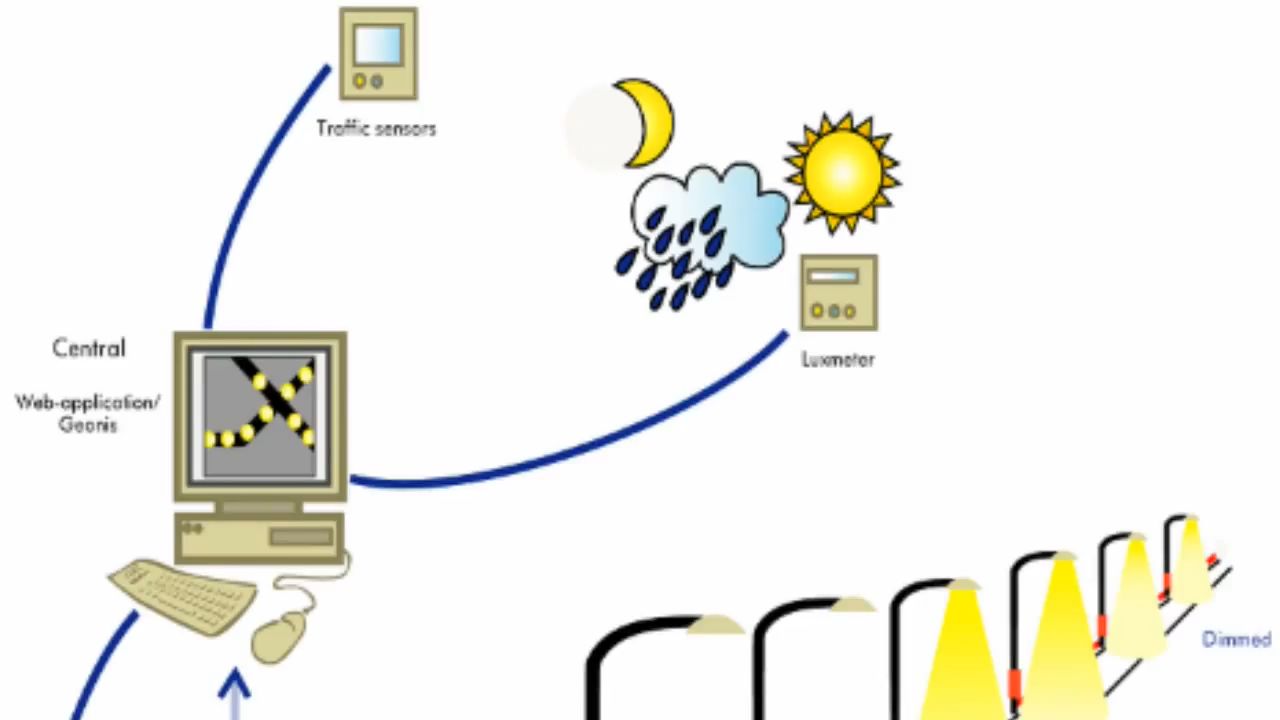 Traffic sensors
Central
Luxmeter
Web-application/
Geonis
Dimmed